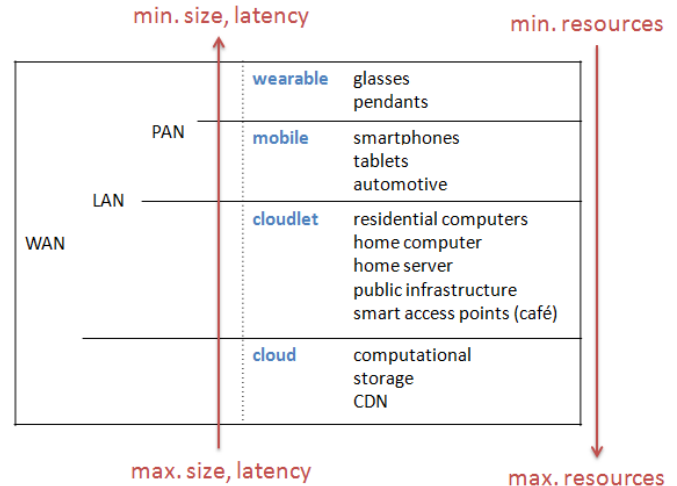 min. size, latency
min. resources
wearable glasses
pendants
PAN
mobile smartphones
tablets
automotive
LAN
cloudlet residential computers
WAN home computer
home server
public infrastructure
smart access points (café)
cloud computational
storage
CDN
max. size, latency
max. resources